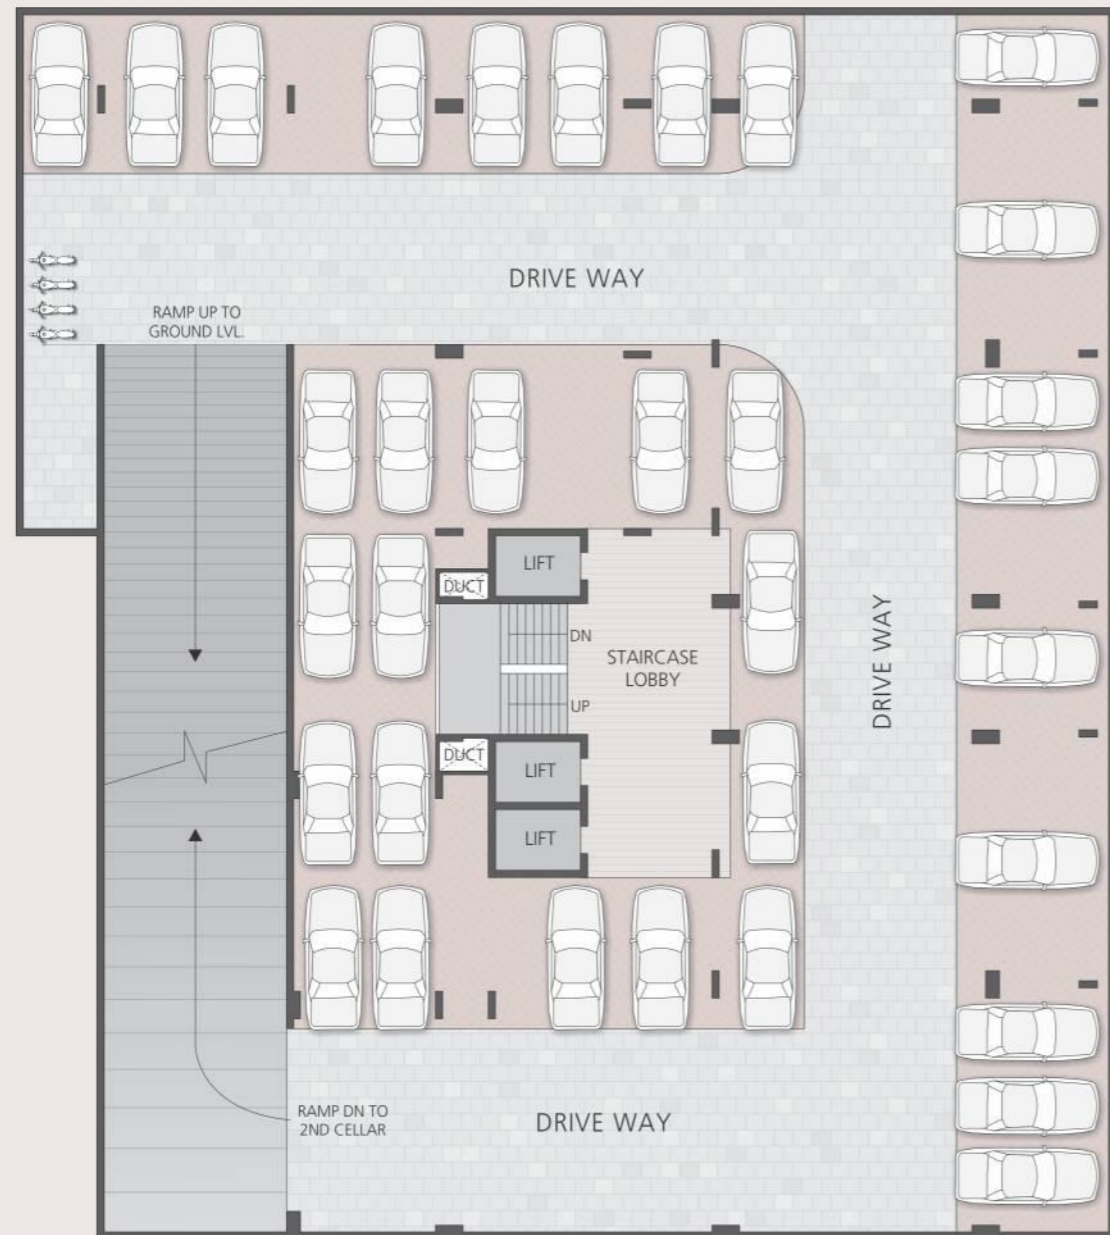 DRIVE WAY
RAMP UP TO
GROUND LVL.
LIFT
DUCT
DN
STAIRCASE
LOBBY
DRIVE WAY
UP
DUCT
LIFT
LIFT
RAMP DN TO
2ND CELLAR
DRIVE WAY